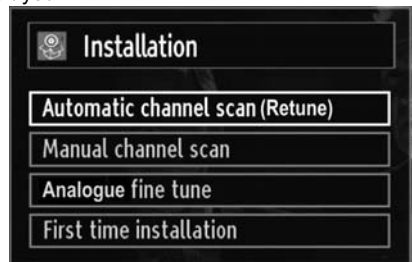 Installation
Automatic channel scan (Retune)
Manual channel scan
Analogue fine tune
First time installation